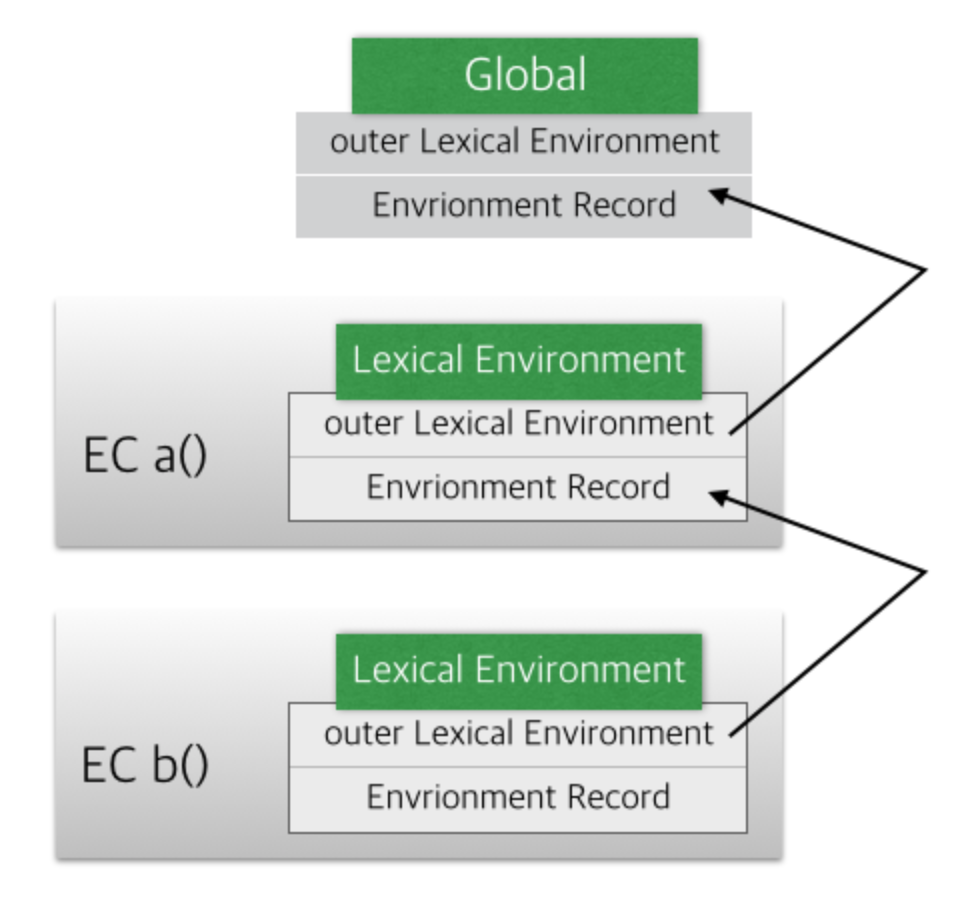 Global
outer Lexical Environment
Envrionment Record
Lexical Environment
outer Lexical Environment
EC a()
Envrionment Record
Lexical Environment
outer Lexical Environment
EC b()
Envrionment Record